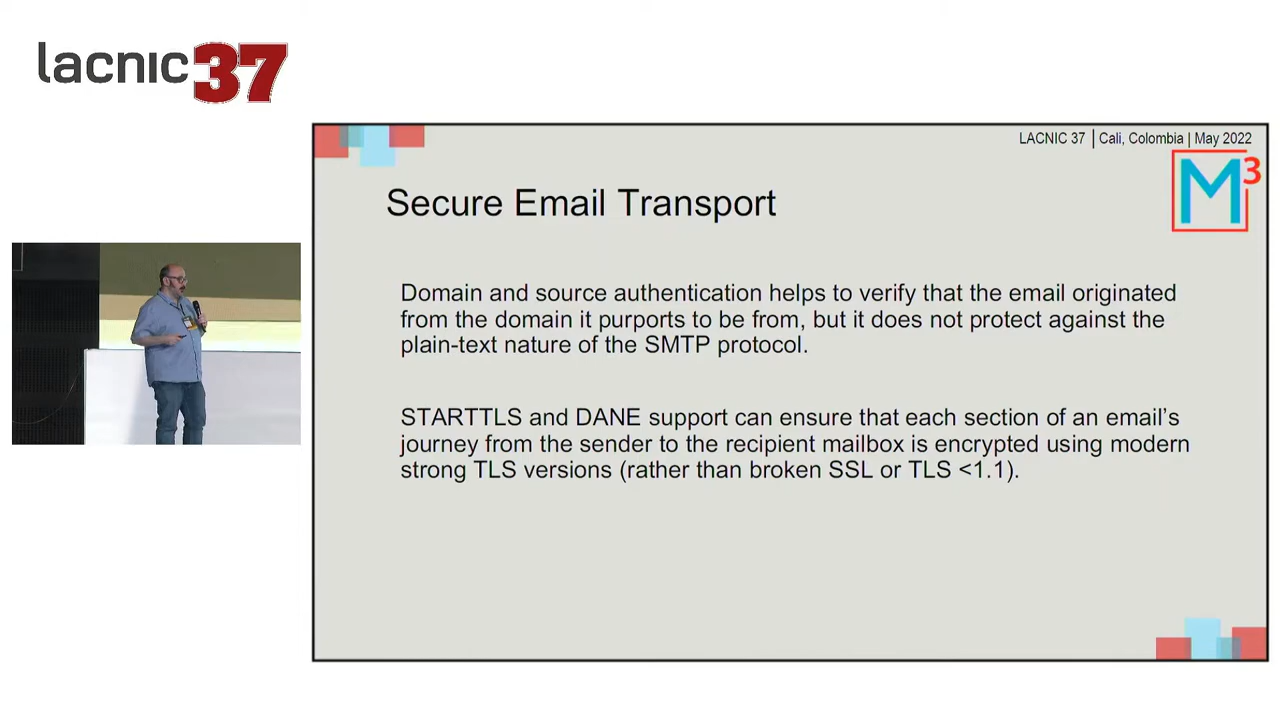 lacnic 37
LACNIC 37 | Cali, Colombia | May 2022
M3
Secure Email Transport
Domain and source authentication helps to verify that the email originated
from the domain it purports to be from, but it does not protect against the
plain-text nature of the SMTP protocol.
STARTTLS and DANE support can ensure that each section of an email's
journey from the sender to the recipient mailbox is encrypted using modern
strong TLS versions (rather than broken SSL or TLS <1.1).